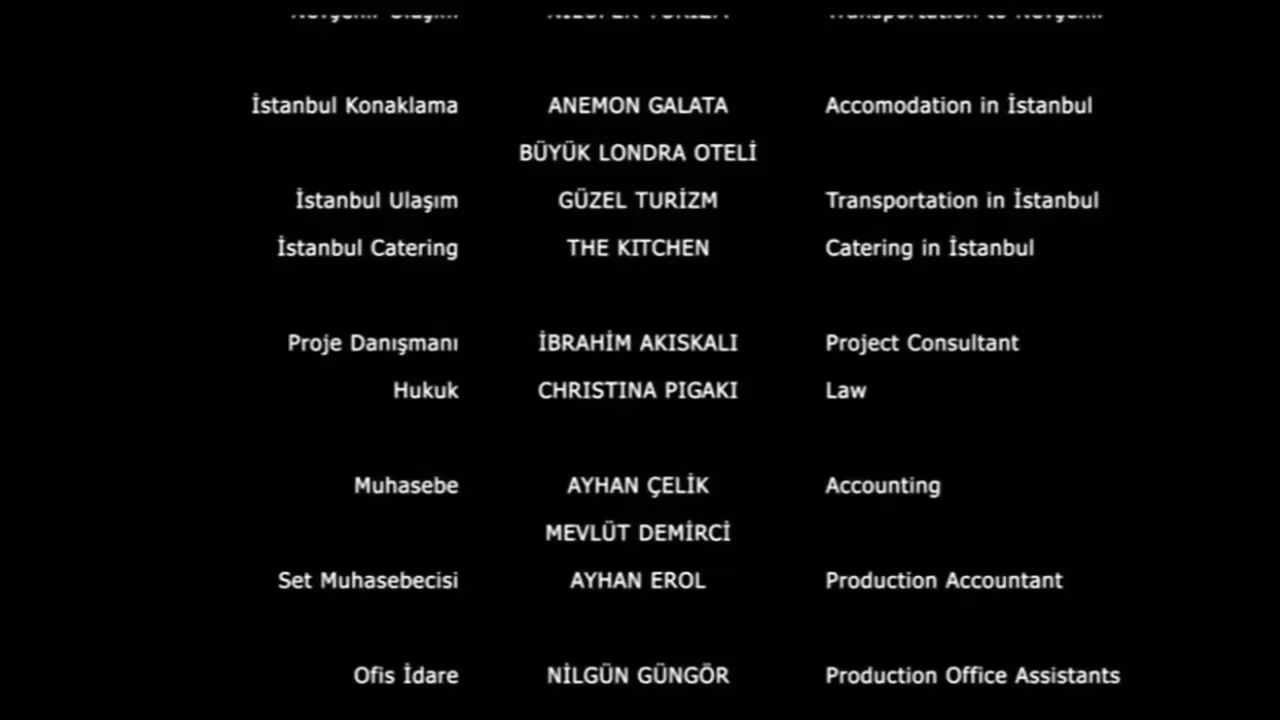 İstanbul Konaklama ANEMON GALATA Accomodation in İstanbul
BÜYÜK LONDRA OTELİ
İstanbul Ulaşım GÜZEL TURİZM Transportation in İstanbul
İstanbul Catering THE KITCHEN Catering in İstanbul
Proje Danışmanı İBRAHİM AKISKALI Project Consultant
Hukuk CHRISTINA PIGAKI Law
Muhasebe AYHAN ÇELİK Accounting
MEVLÜT DEMİRCİ
Set Muhasebecisi AYHAN EROL Production Accountant
Ofis İdare NİLGÜN GÜNGÖR Production Office Assistants